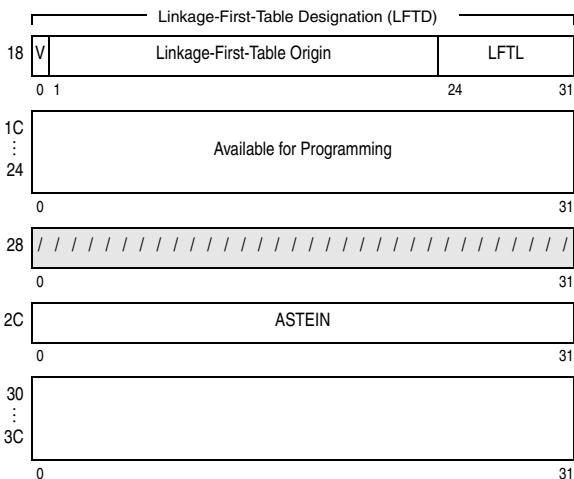 Linkage-First-Table Designation (LFTD)
18 V Linkage-First-Table Origin LFTL
0 1 24 31
1C
⋮
24
Available for Programming
0 31
28 / / / / / / / / / / / / / / / / / / / / / / / / / / / / / / / /
0 31
2C ASTEIN
0 31
30
⋮
3C
0 31